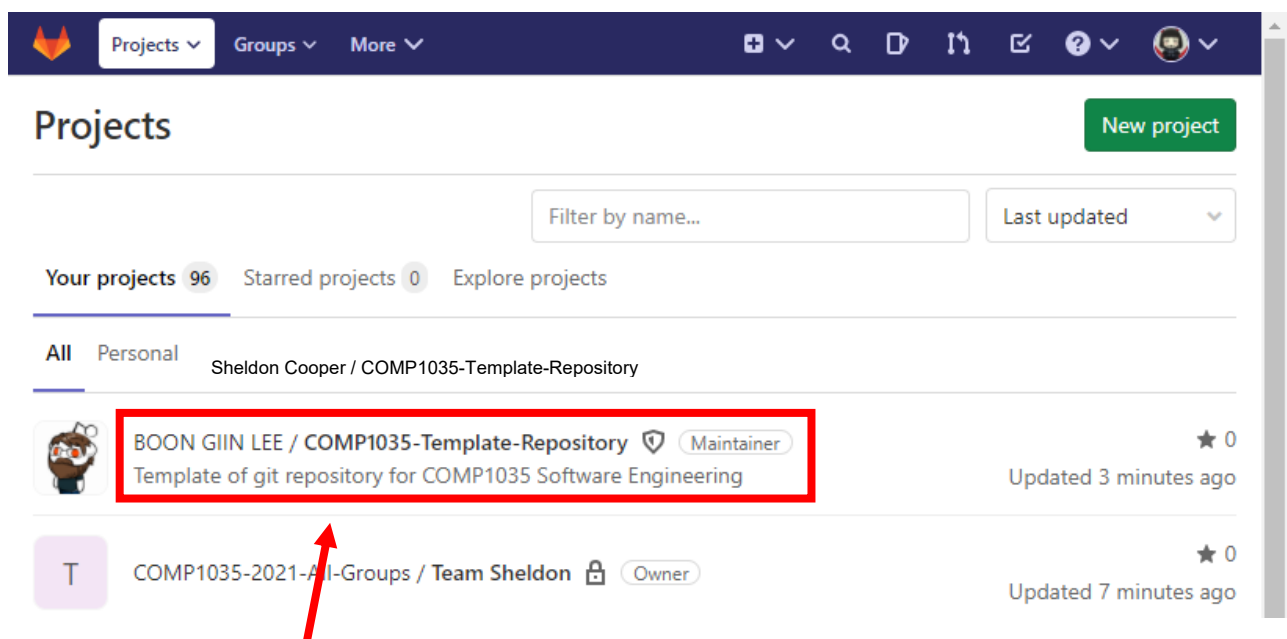 Projects Groups More
Projects
New project
Filter by name...
Last updated
Your projects 96 Starred projects 0 Explore projects
All Personal
Sheldon Cooper / COMP1035-Template-Repository
BOON GIIN LEE / COMP1035-Template-Repository Maintainer
0
Template of git repository for COMP1035 Software Engineering
Updated 3 minutes ago
T
COMP1035-2021-All-Groups / Team Sheldon Owner
0
Updated 7 minutes ago